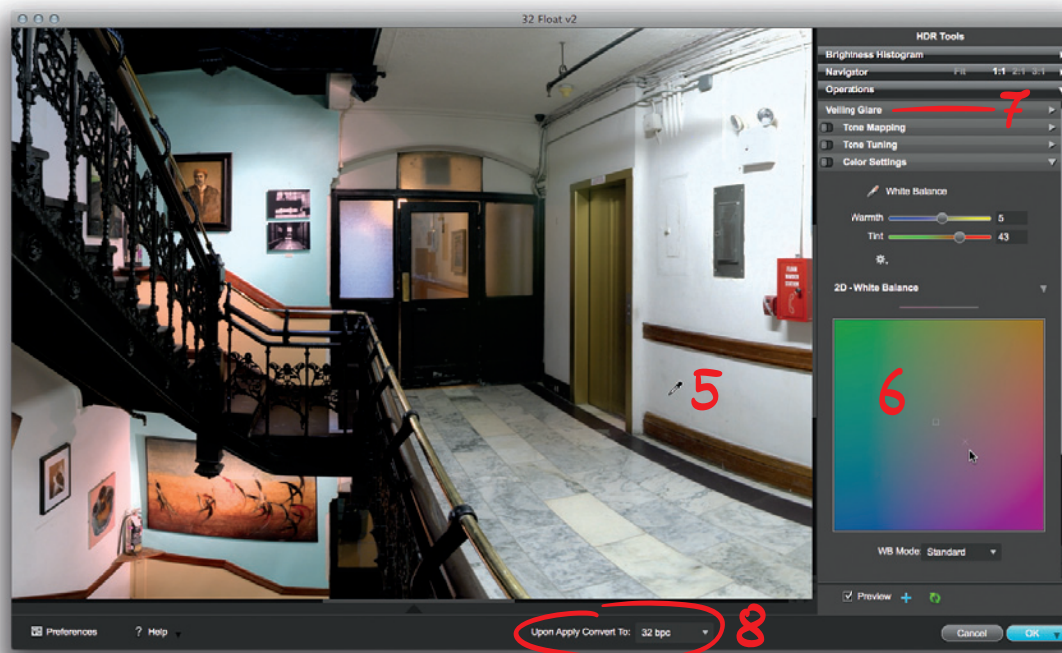 32 Float v2
HDR Tools
Brightness Histogram
Navigator Fit 1:1 2:1 3:1
Operations
Veiling Glare 7
Tone Mapping
Tone Tuning
Color Settings
White Balance
Warmth 5
Tint 43
2D - White Balance
5
6
WB Mode: Standard
Preview
Preferences
? Help
Upon Apply Convert To: 32 bpc
8
Cancel
OK